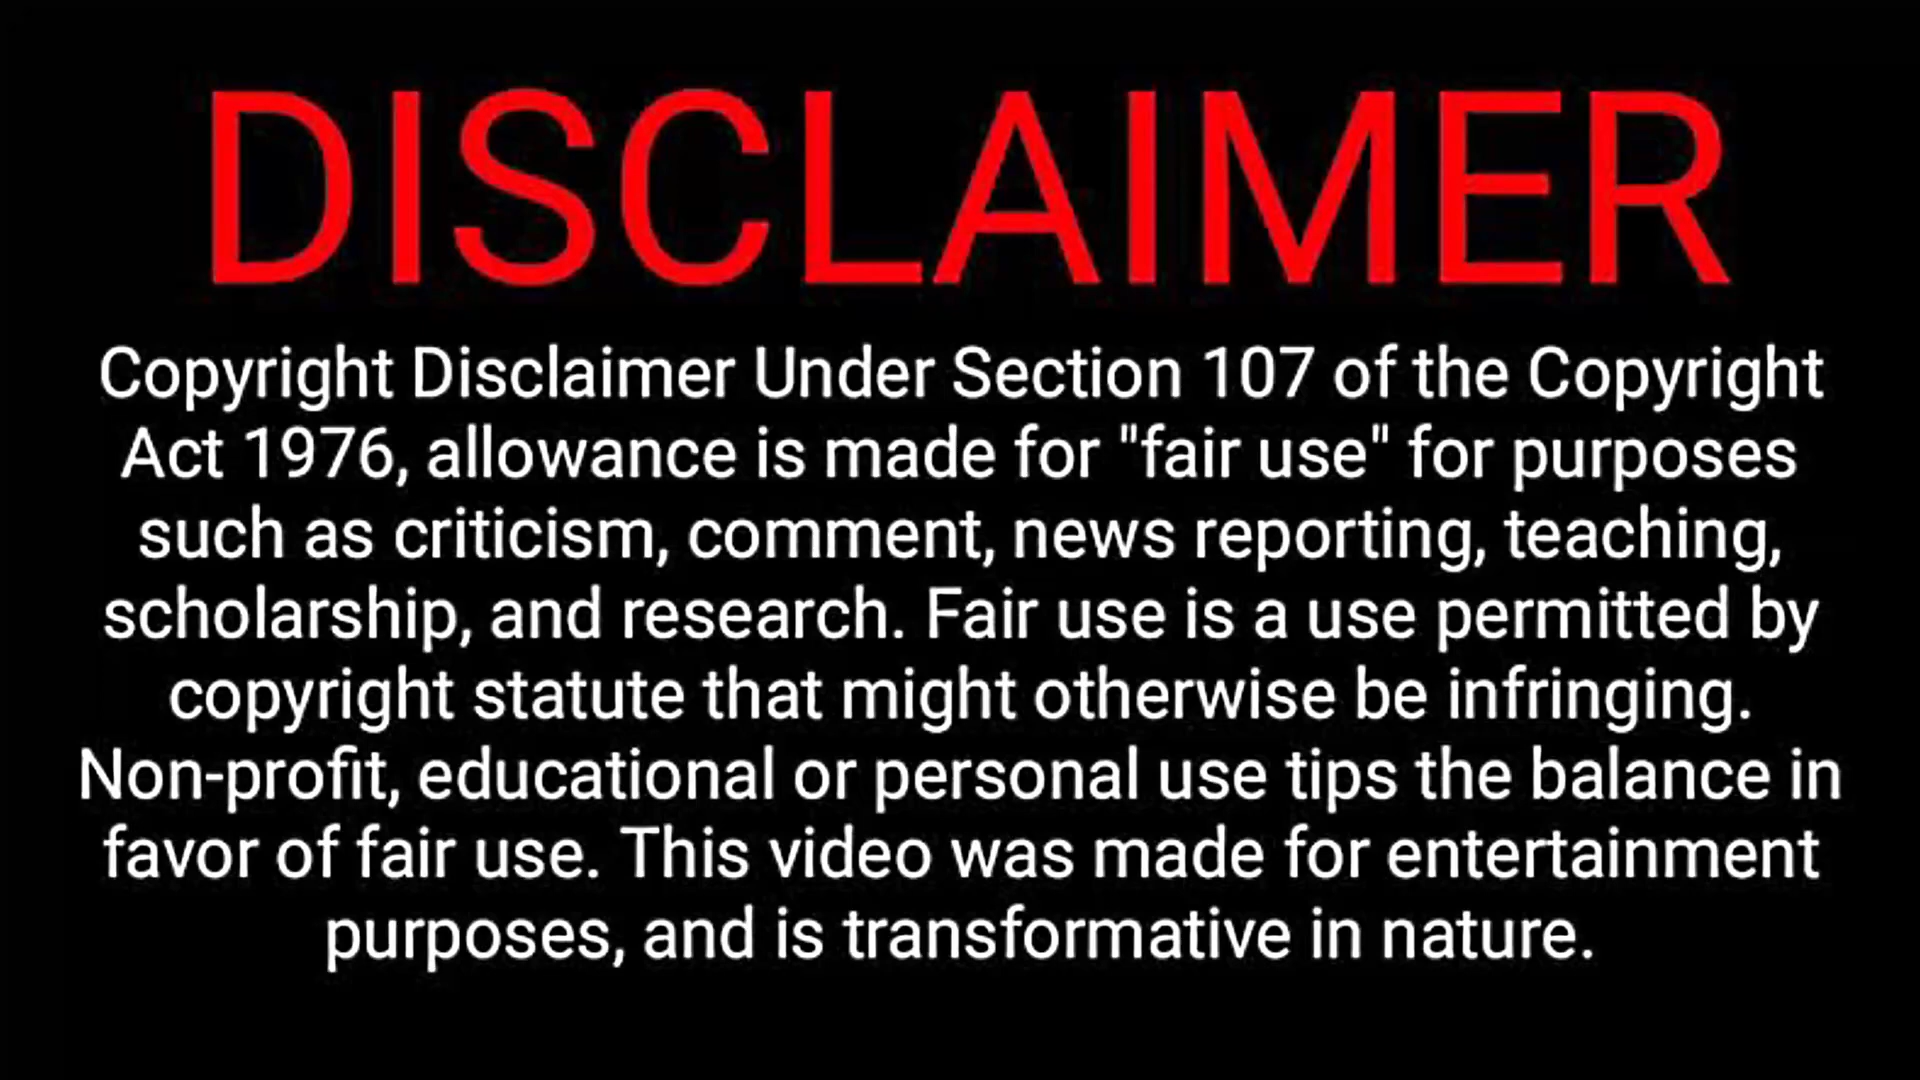 DISCLAIMER
Copyright Disclaimer Under Section 107 of the Copyright
Act 1976, allowance is made for "fair use" for purposes
such as criticism, comment, news reporting, teaching,
scholarship, and research. Fair use is a use permitted by
copyright statute that might otherwise be infringing.
Non-profit, educational or personal use tips the balance in
favor of fair use. This video was made for entertainment
purposes, and is transformative in nature.